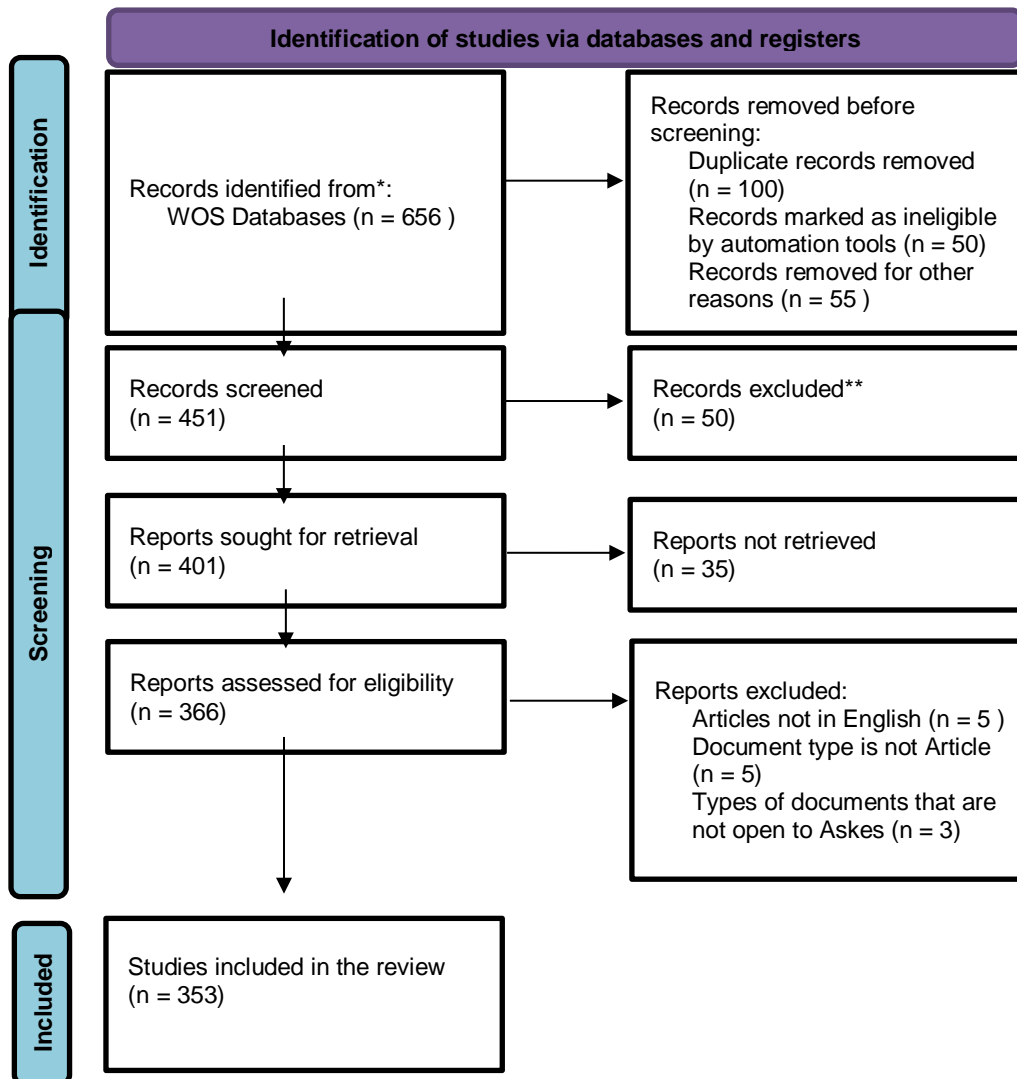 Identification of studies via databases and registers
Identification
Records identified from*:
WOS Databases (n = 656 )
Records removed before
screening:
Duplicate records removed
(n = 100)
Records marked as ineligible
by automation tools (n = 50)
Records removed for other
reasons (n = 55 )
Screening
Records screened
(n = 451)
Records excluded**
(n = 50)
Reports sought for retrieval
(n = 401)
Reports not retrieved
(n = 35)
Reports assessed for eligibility
(n = 366)
Reports excluded:
Articles not in English (n = 5 )
Document type is not Article
(n = 5)
Types of documents that are
not open to Askes (n = 3)
Included
Studies included in the review
(n = 353)